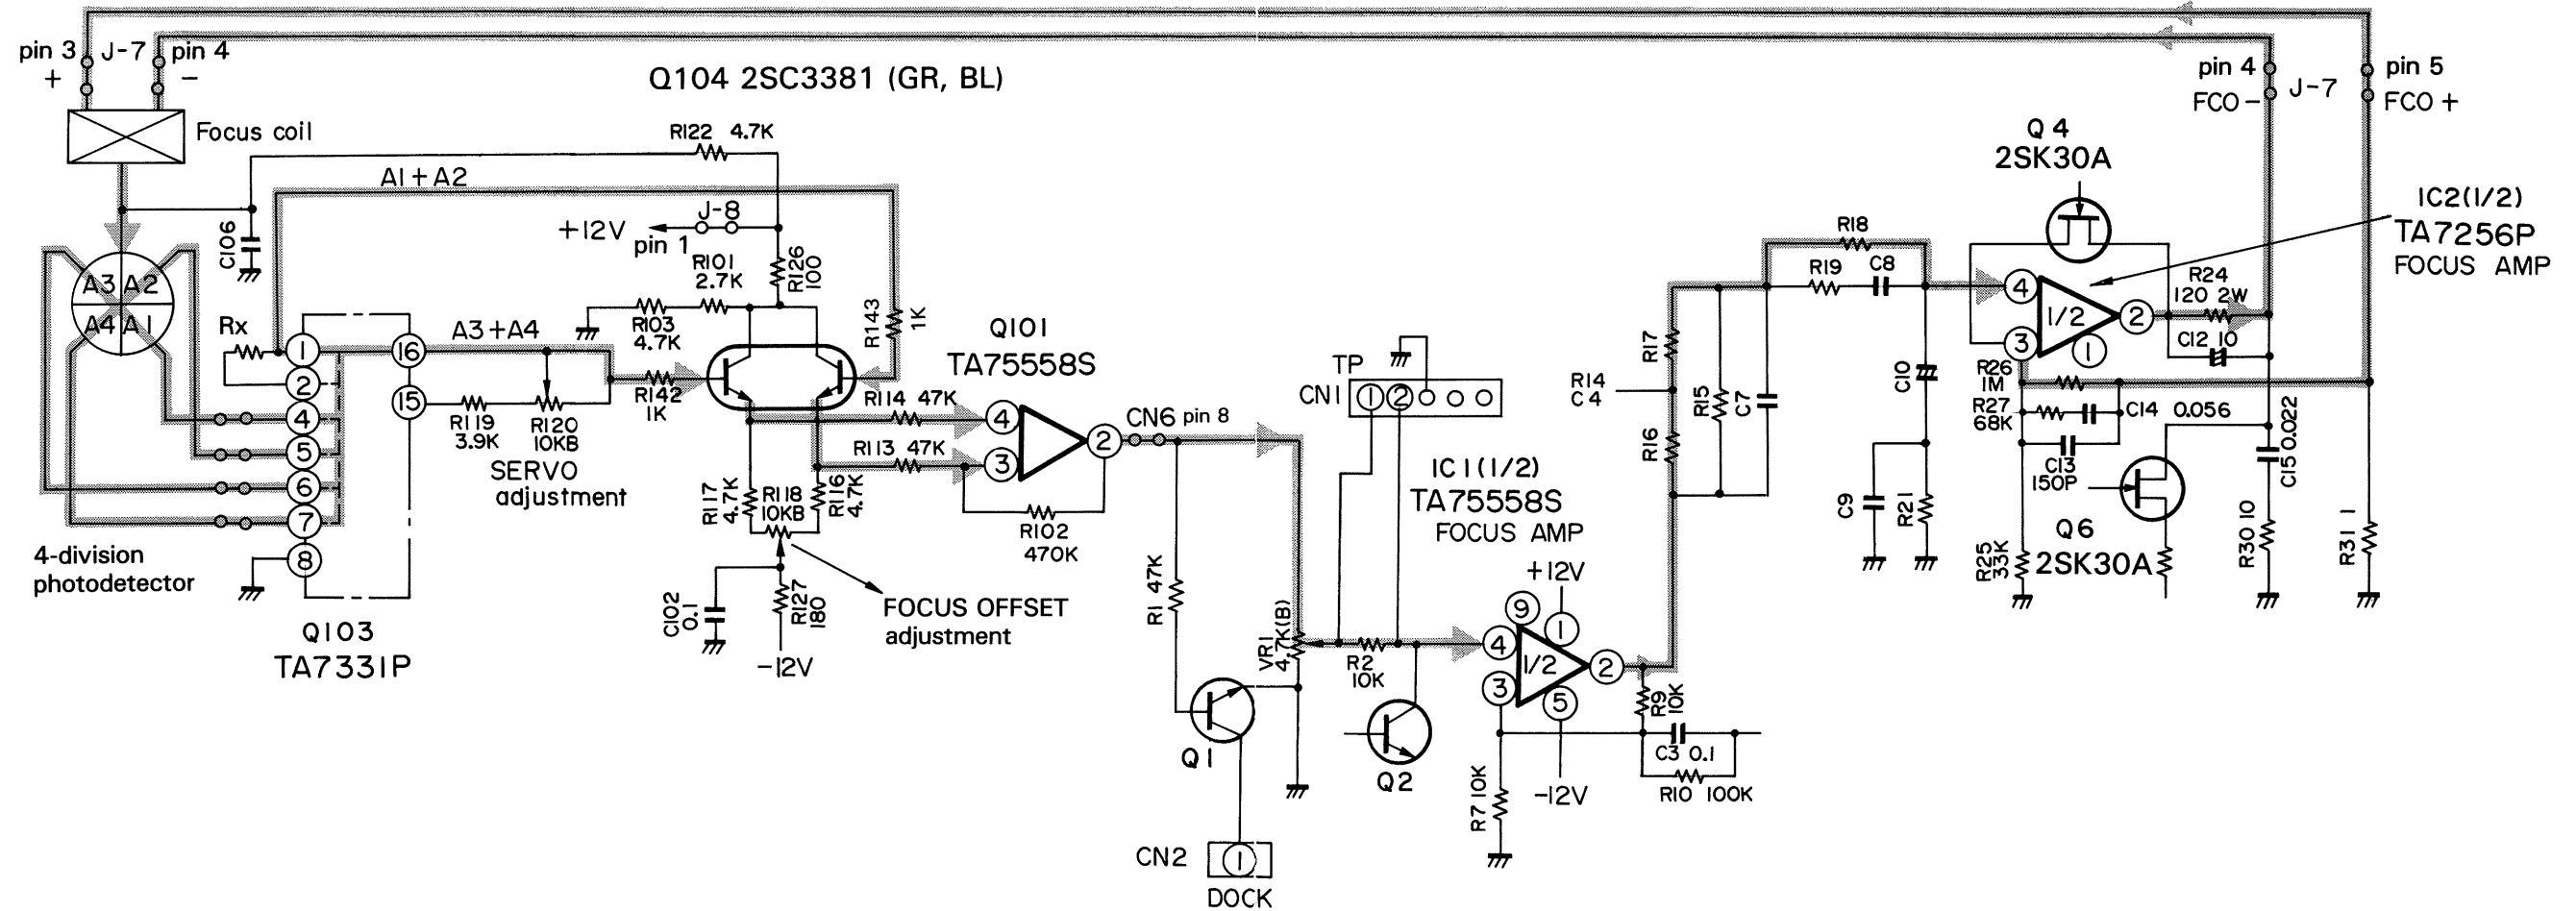 pin 3 J-7 pin 4
+ −
Focus coil
Q104 2SC3381 (GR, BL)
R122 4.7K
A1+A2
C106
+12V
J-8
pin 1
R101
2.7K
R126
100
R103
4.7K
R143
1K
A3 A2
A4 A1
Rx
1
2
4
5
6
7
8
16
15
A3+A4
R119
3.9K
R120
10KB
SERVO
adjustment
R142
1K
4-division
photodetector
Q103
TA7331P
Q101
TA75558S
R114 47K
R113 47K
4
3
2
R102
470K
R117
4.7K
R118
10KB
R116
4.7K
C102
0.1
R127
180
-12V
FOCUS OFFSET
adjustment
CN6 pin 8
R1 47K
VR1
4.7K(B)
Q1
CN2
1
DOCK
TP
CN1
1
2
R2
10K
Q2
IC1(1/2)
TA75558S
FOCUS AMP
+12V
9
1
4
1/2
2
3
5
-12V
R7 10K
R9
10K
C3 0.1
R10 100K
R14
C4
R17
R16
R15
C7
R18
R19
C8
C10
C9
R21
Q4
2SK30A
IC2(1/2)
TA7256P
FOCUS AMP
4
1/2
2
3
1
R24
120 2W
C12 10
R26
1M
R27
68K
C14 0.056
C13
150P
Q6
2SK30A
R25
33K
C15 0.022
R30 10
R31 1
pin 4
FCO −
J-7
pin 5
FCO +